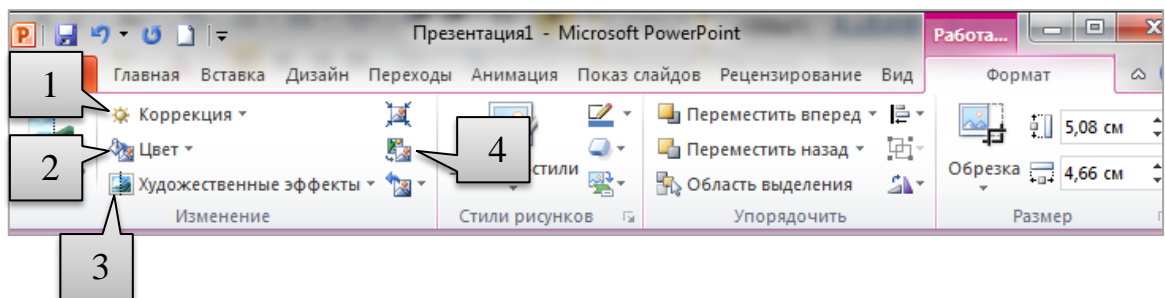 Презентация1 - Microsoft PowerPoint
Работа...
Главная Вставка Дизайн Переходы Анимация Показ слайдов Рецензирование Вид Формат
1
Коррекция
Переместить вперед
5,08 см
2
Цвет
4
Переместить назад
Обрезка
4,66 см
Художественные эффекты
стили
Область выделения
Изменение
Стили рисунков
Упорядочить
Размер
3